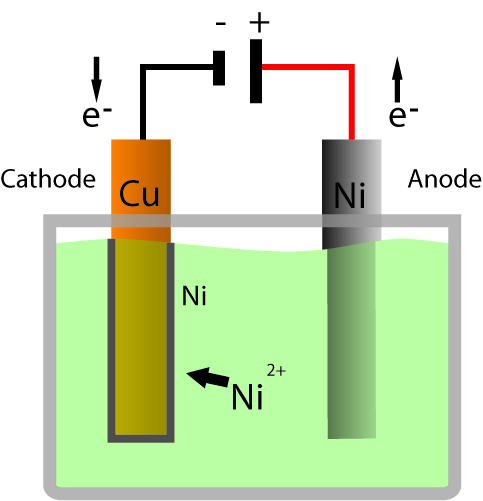 - +
e-
e-
Cathode
Cu
Ni
Anode
Ni
Ni2+